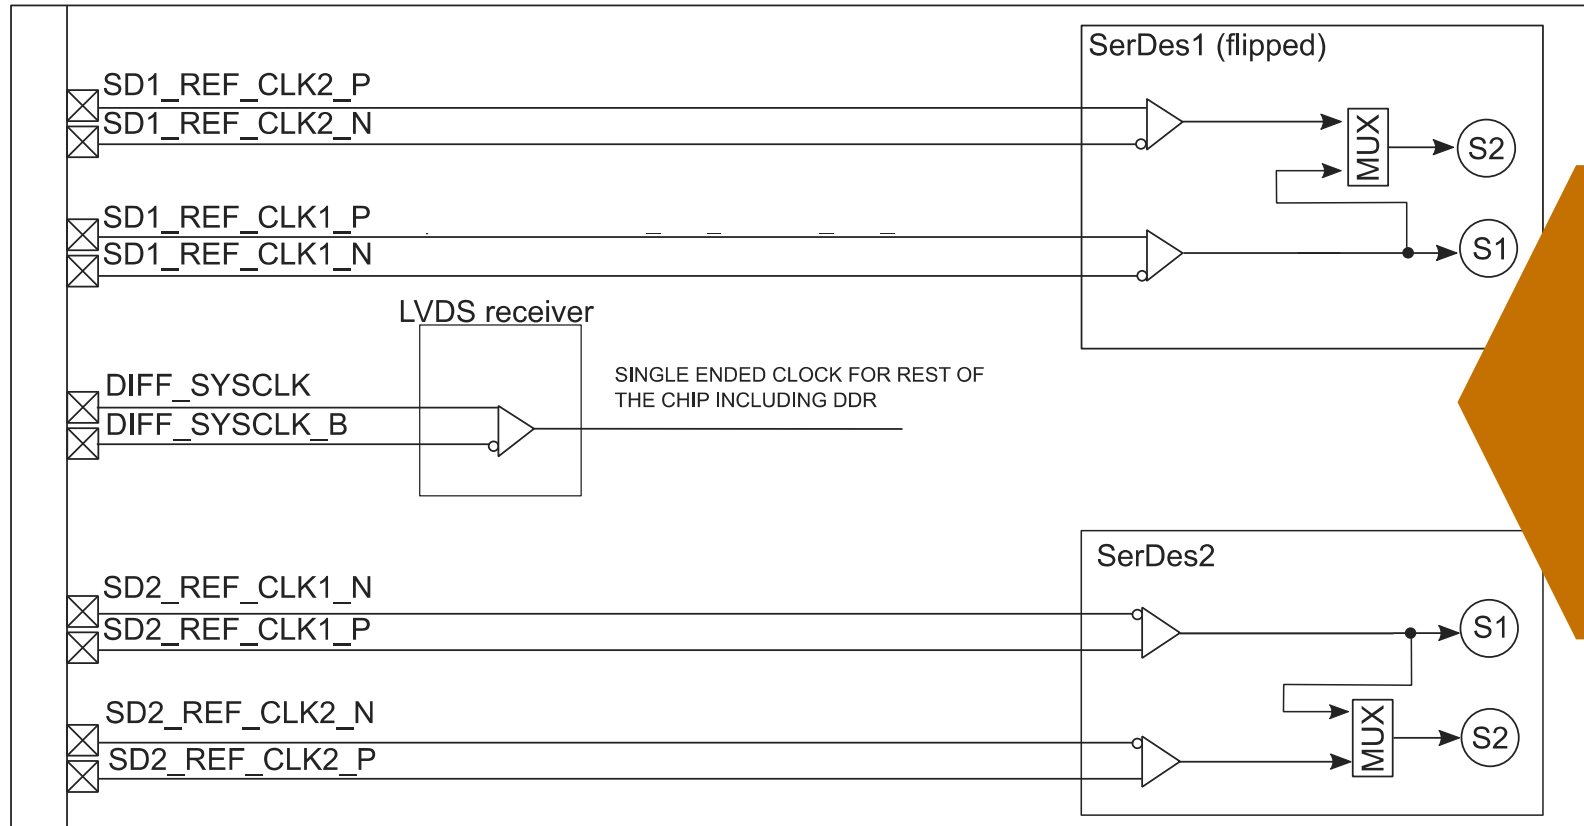 SerDes1 (flipped)
SD1_REF_CLK2_P
SD1_REF_CLK2_N
MUX
S2
SD1_REF_CLK1_P
SD1_REF_CLK1_N
S1
LVDS receiver
DIFF_SYSCLK
DIFF_SYSCLK_B
SINGLE ENDED CLOCK FOR REST OF
THE CHIP INCLUDING DDR
SerDes2
SD2_REF_CLK1_N
SD2_REF_CLK1_P
S1
SD2_REF_CLK2_N
SD2_REF_CLK2_P
MUX
S2